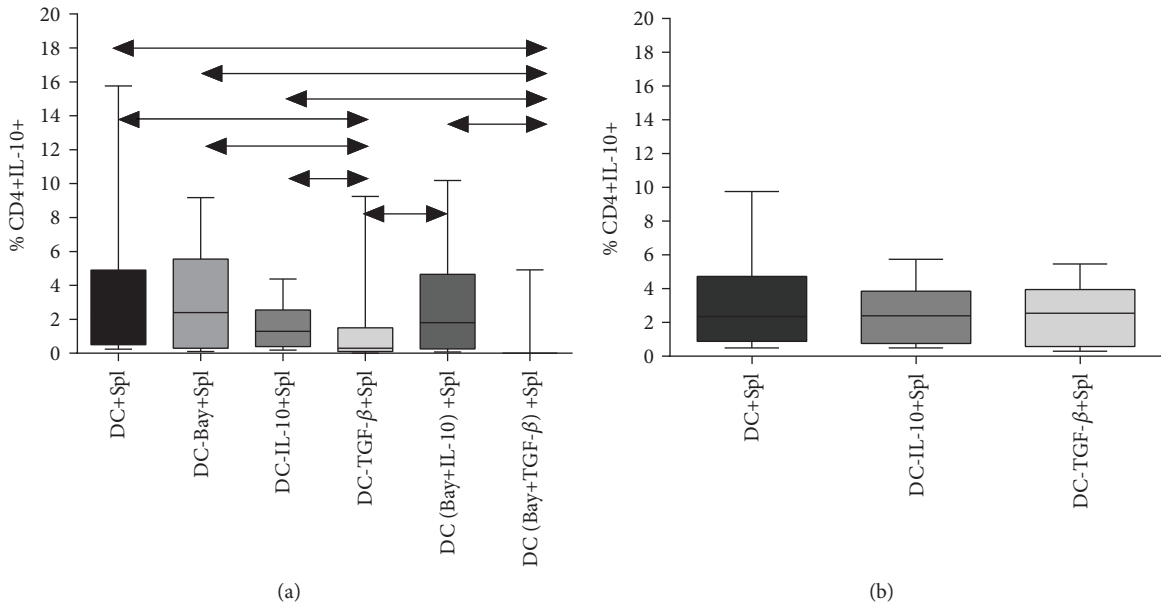 % CD4+IL-10+
20
18
16
14
12
10
8
6
4
2
0
DC+Spl
DC-Bay+Spl
DC-IL-10+Spl
DC-TGF-β+Spl
DC (Bay+IL-10) +Spl
DC (Bay+TGF-β) +Spl
(a)
% CD4+IL-10+
20
18
16
14
12
10
8
6
4
2
0
DC+Spl
DC-IL-10+Spl
DC-TGF-β+Spl
(b)